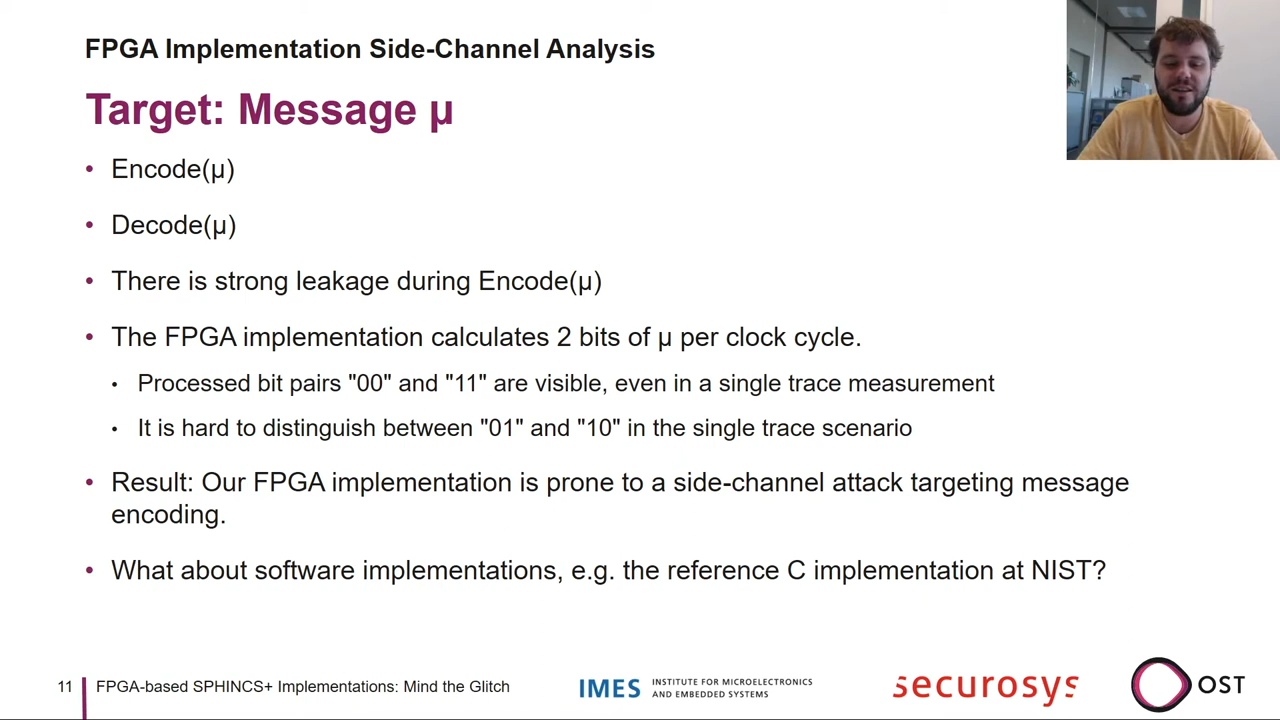 FPGA Implementation Side-Channel Analysis
Target: Message μ
• Encode(μ)
• Decode(μ)
• There is strong leakage during Encode(μ)
• The FPGA implementation calculates 2 bits of μ per clock cycle.
• Processed bit pairs "00" and "11" are visible, even in a single trace measurement
• It is hard to distinguish between "01" and "10" in the single trace scenario
• Result: Our FPGA implementation is prone to a side-channel attack targeting message
encoding.
• What about software implementations, e.g. the reference C implementation at NIST?
11 FPGA-based SPHINCS+ Implementations: Mind the Glitch
IMES INSTITUTE FOR MICROELECTRONICS
AND EMBEDDED SYSTEMS
securosys
OST